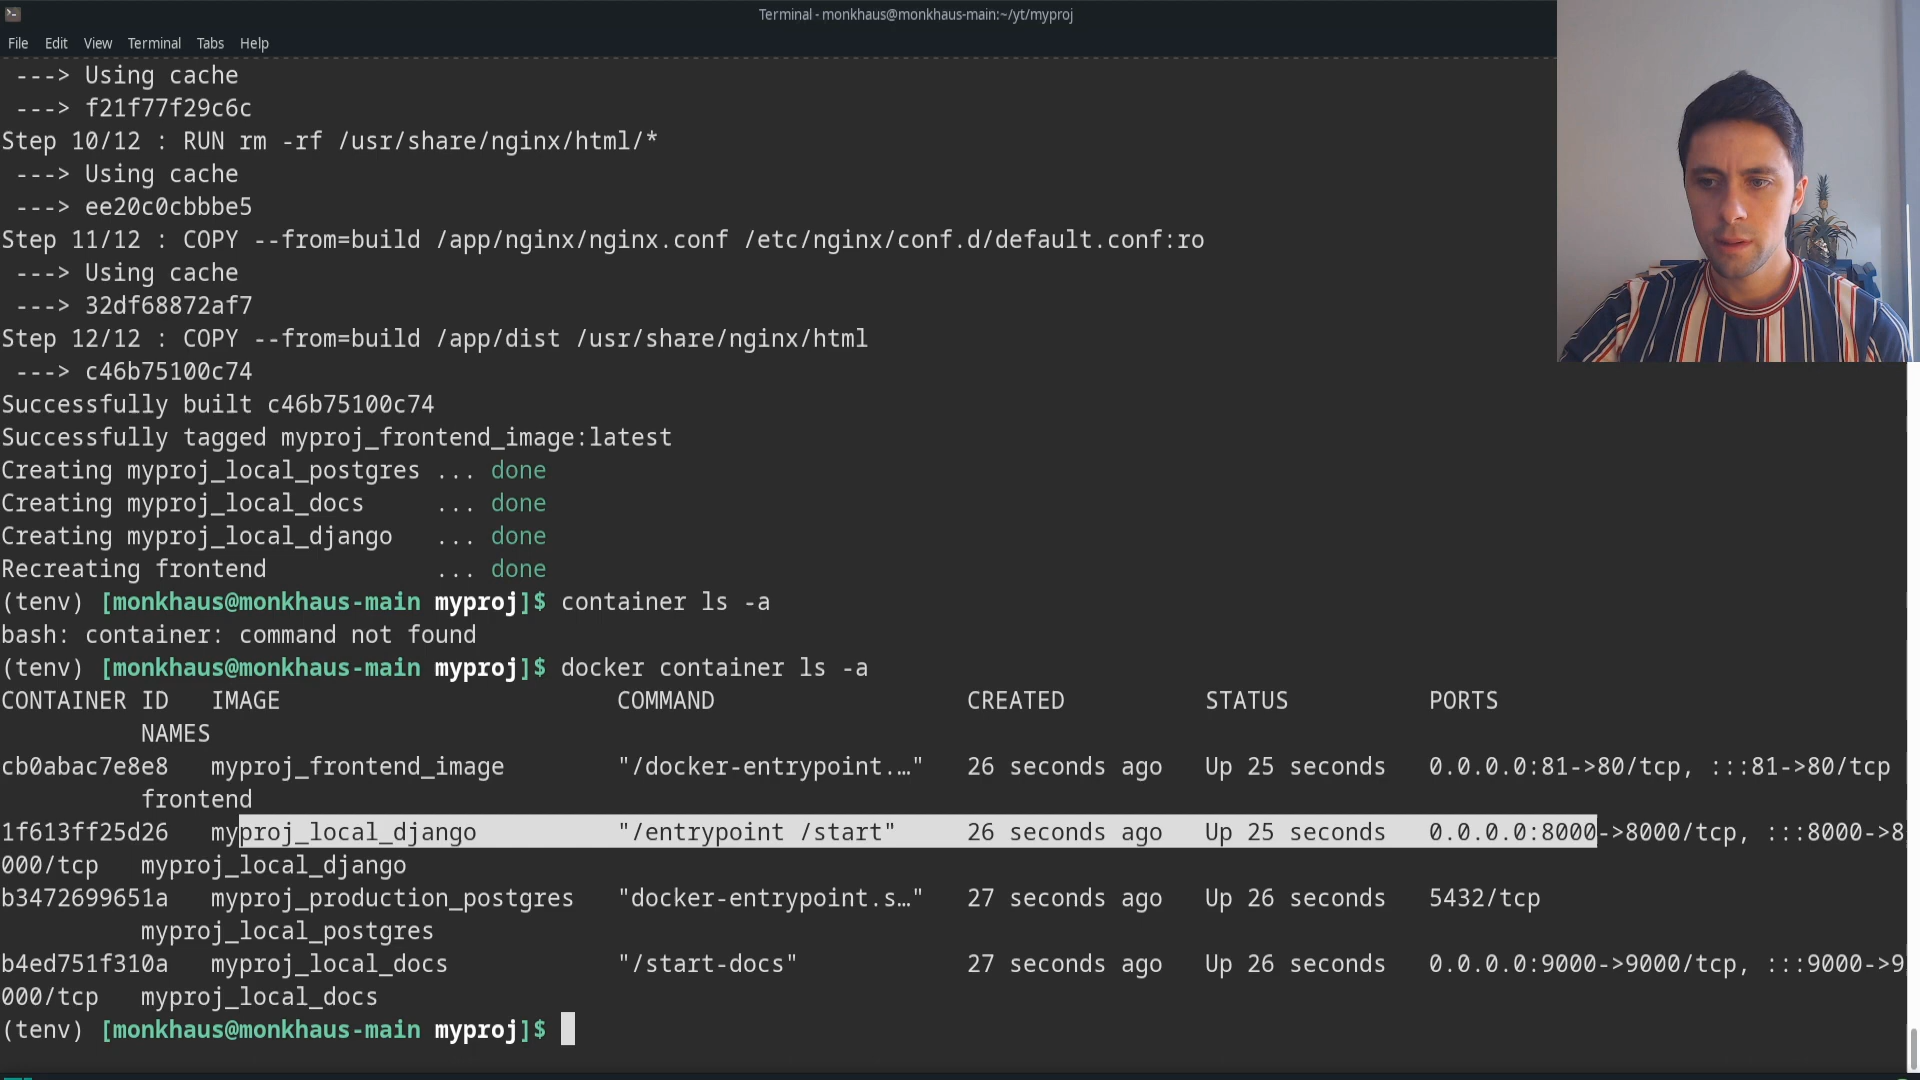 Terminal - monkhaus@monkhaus-main:~/yt/myproj
File Edit View Terminal Tabs Help
---> Using cache
---> f21f77f29c6c
Step 10/12 : RUN rm -rf /usr/share/nginx/html/*
---> Using cache
---> ee20c0cbbbe5
Step 11/12 : COPY --from=build /app/nginx/nginx.conf /etc/nginx/conf.d/default.conf:ro
---> Using cache
---> 32df68872af7
Step 12/12 : COPY --from=build /app/dist /usr/share/nginx/html
---> c46b75100c74
Successfully built c46b75100c74
Successfully tagged myproj_frontend_image:latest
Creating myproj_local_postgres ... done
Creating myproj_local_docs     ... done
Creating myproj_local_django   ... done
Recreating frontend            ... done
(tenv) [monkhaus@monkhaus-main myproj]$ container ls -a
bash: container: command not found
(tenv) [monkhaus@monkhaus-main myproj]$ docker container ls -a
CONTAINER ID   IMAGE                        COMMAND                  CREATED          STATUS          PORTS
NAMES
cb0abac7e8e8   myproj_frontend_image        "/docker-entrypoint.…"   26 seconds ago   Up 25 seconds   0.0.0.0:81->80/tcp, :::81->80/tcp
frontend
1f613ff25d26   myproj_local_django          "/entrypoint /start"     26 seconds ago   Up 25 seconds   0.0.0.0:8000->8000/tcp, :::8000->8
000/tcp   myproj_local_django
b3472699651a   myproj_production_postgres   "docker-entrypoint.s…"   27 seconds ago   Up 26 seconds   5432/tcp
myproj_local_postgres
b4ed751f310a   myproj_local_docs            "/start-docs"            27 seconds ago   Up 26 seconds   0.0.0.0:9000->9000/tcp, :::9000->9
000/tcp   myproj_local_docs
(tenv) [monkhaus@monkhaus-main myproj]$